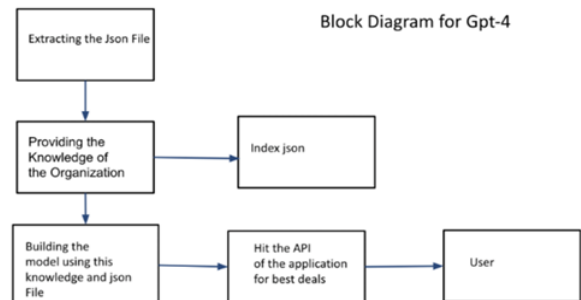 Block Diagram for Gpt-4
Extracting the Json File
Providing the
Knowledge of
the Organization
Index json
Building the
model using this
knowledge and json
File
Hit the API
of the application
for best deals
User